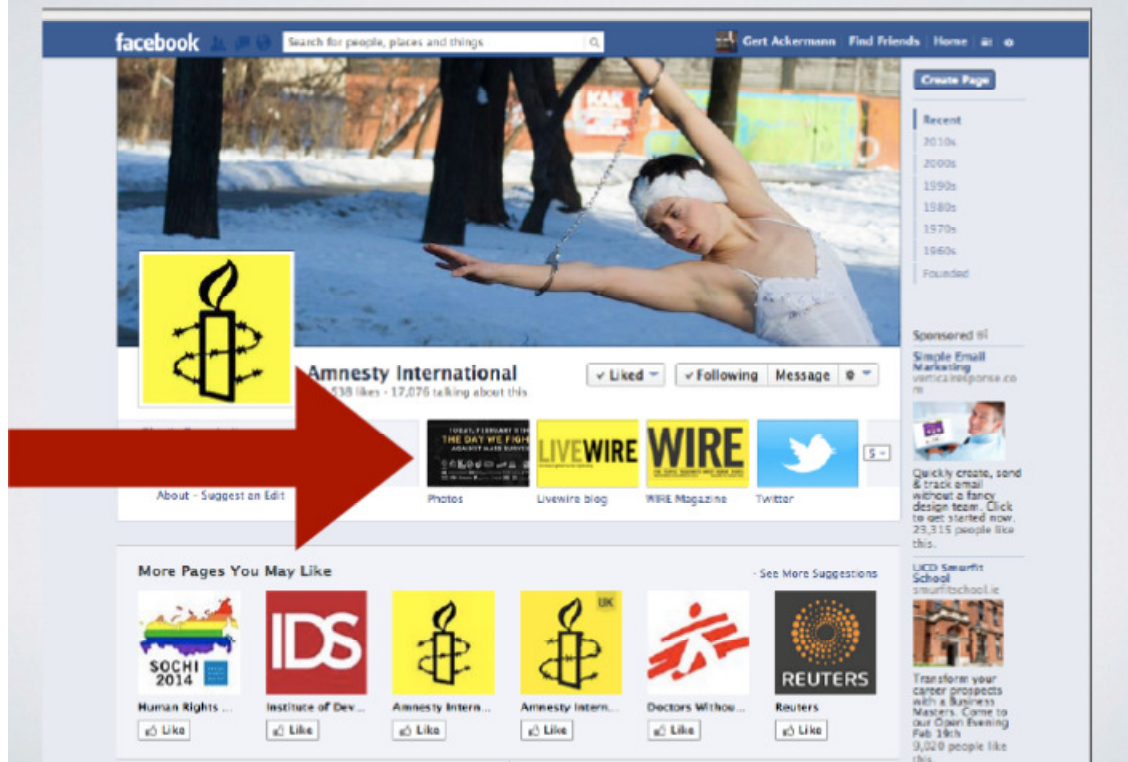 facebook
Search for people, places and things
Gert Ackermann Find Friends Home
Create Page
KAK
Recent
2010s
2000s
1990s
1980s
1970s
1960s
Founded
Amnesty International
538 likes · 17,076 talking about this
✓ Liked
✓ Following
Message
About - Suggest an Edit
THE DAY WE FIGH
Photos
LIVEWIRE
Livewire blog
WIRE
WIRE Magazine
Twitter
5
More Pages You May Like
· See More Suggestions
SOCHI
2014
Human Rights ...
Like
IDS
Institute of Dev...
Like
Amnesty Intern...
Like
UK
Amnesty Intern...
Like
Doctors Withou...
Like
REUTERS
Reuters
Like
Sponsored
Simple Email
Marketing
verticalresponse.co
m
Quickly create, send
& track email
without a fancy
design team. Click
to get started now.
23,315 people like
this.
UCD Smurfit
School
smurfitschool.ie
Transform your
career prospects
with a Business
Masters. Come to
our Open Evening
Feb 19th
9,020 people like
this.